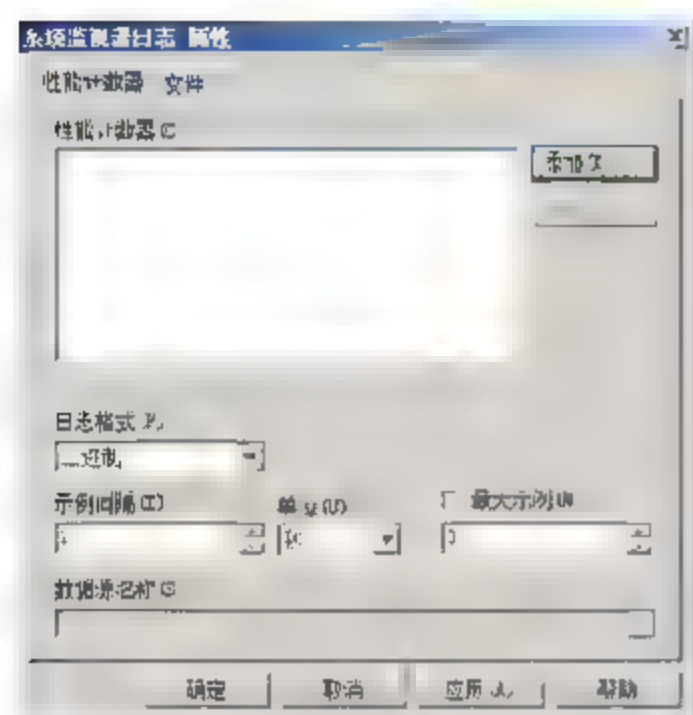 系统监视器日志 属性
性能计数器 文件
性能计数器(C)
添加
日志格式
二进制
示例间隔(I) 单位(U) 最大示例
秒 0
数据源名称
确定 取消 应用(A) 帮助